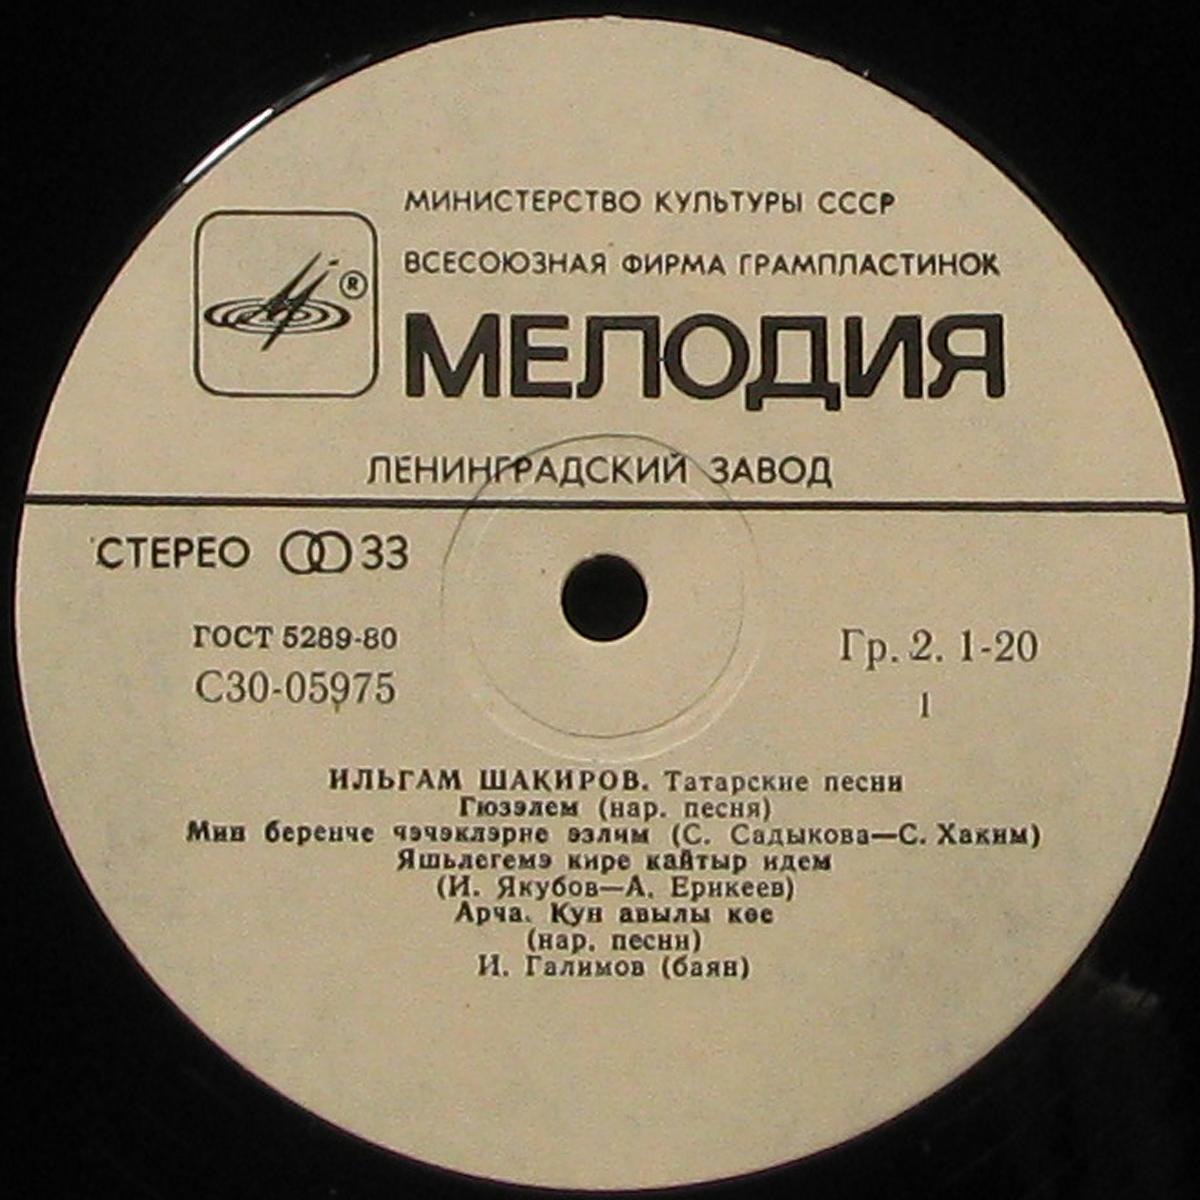 МИНИСТЕРСТВО КУЛЬТУРЫ СССР
ВСЕСОЮЗНАЯ ФИРМА ГРАМПЛАСТИНОК
®
МЕЛОДИЯ
ЛЕНИНГРАДСКИЙ ЗАВОД
СТЕРЕО 33
ГОСТ 5289-80
Гр. 2. 1-20
С30-05975
1
ИЛЬГАМ ШАКИРОВ. Татарские песни
Гюзэлем (нар. песня)
Мин беренче чэчэклэрне эзлим (С. Садыкова—С. Хаким)
Яшьлегемэ кире кайтыр идем
(И. Якубов—А. Ерикеев)
Арча. Кун авылы көе
(нар. песни)
И. Галимов (баян)